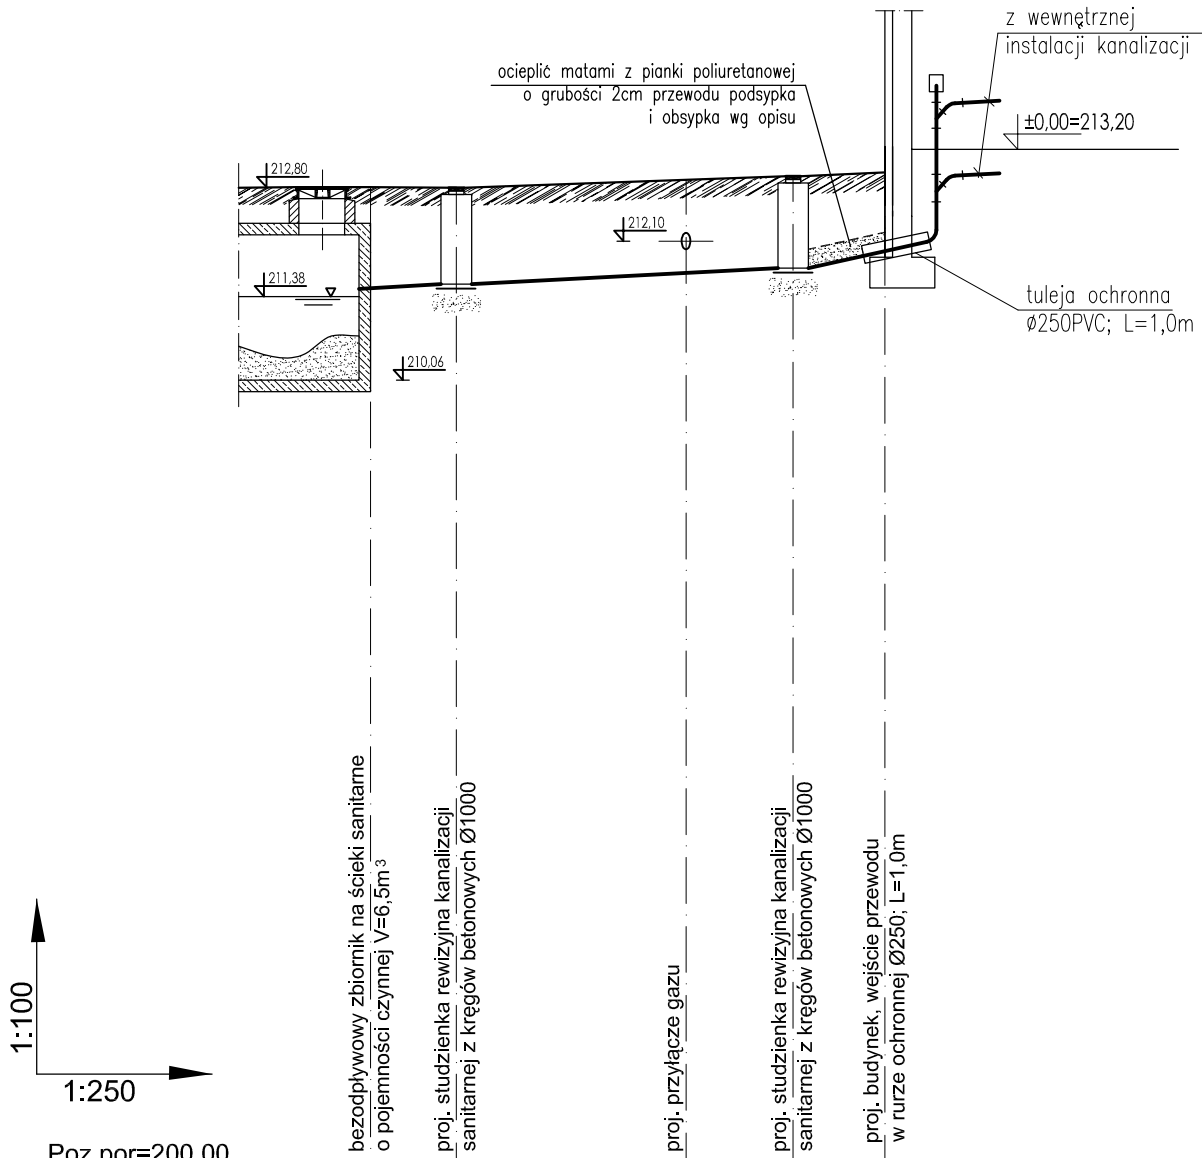 z wewnętrznej
instalacji kanalizacji
ocieplić matami z pianki poliuretanowej
o grubości 2cm przewodu podsypka
i obsypka wg opisu
±0,00=213,20
212,80
212,10
211,38
tuleja ochronna
Ø250PVC; L=1,0m
210,06
bezodpływowy zbiornik na ścieki sanitarne
o pojemności czynnej V=6,5m³
proj. studzienka rewizyjna kanalizacji
sanitarnej z kręgów betonowych Ø1000
proj. przyłącze gazu
proj. studzienka rewizyjna kanalizacji
sanitarnej z kręgów betonowych Ø1000
proj. budynek, wejście przewodu
w rurze ochronnej Ø250; L=1,0m
1:100
1:250
Poz.por=200,00